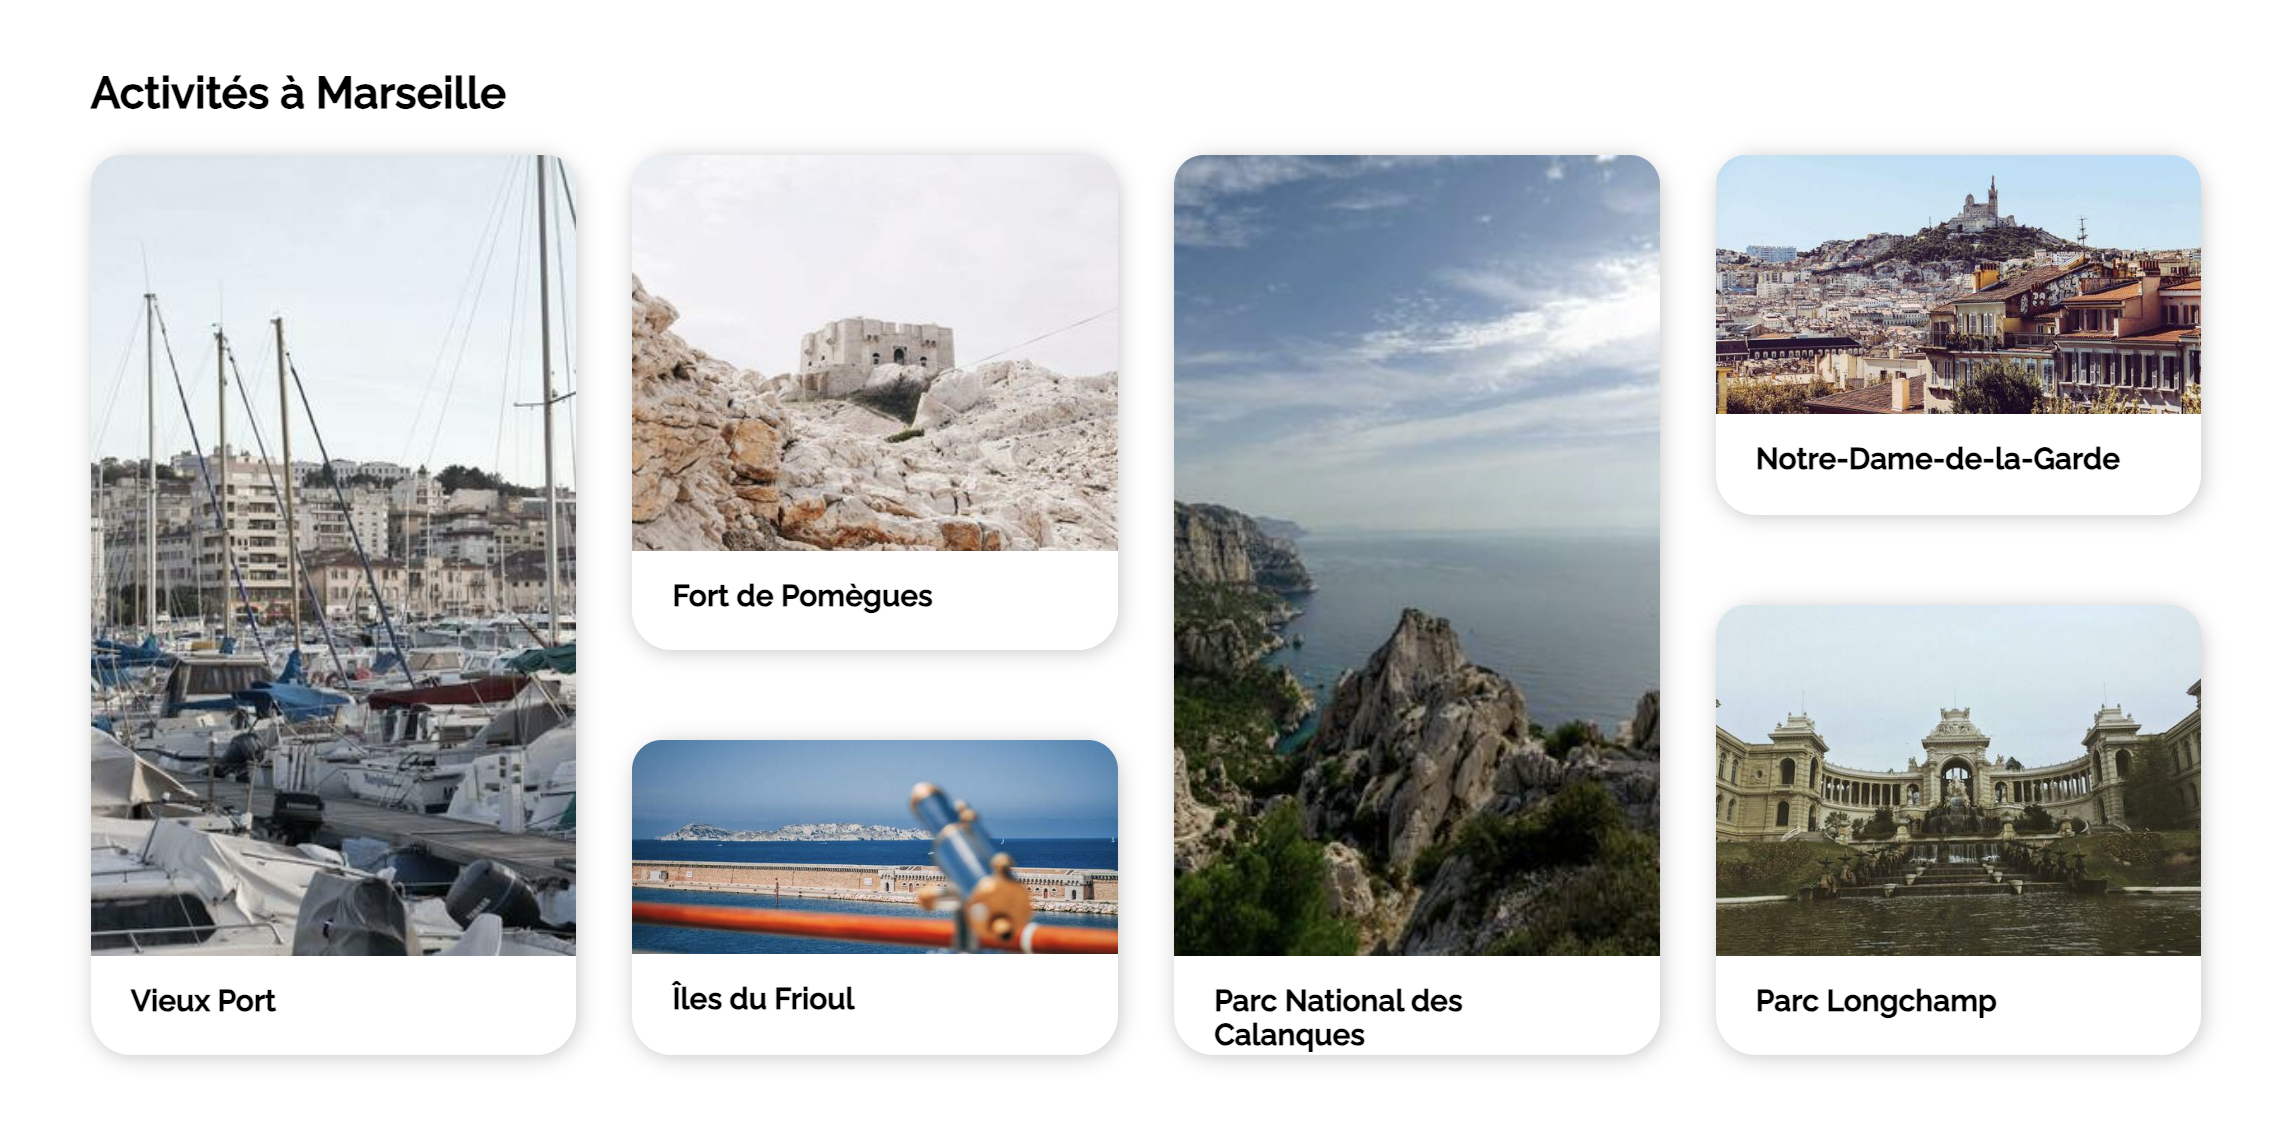 Activités à Marseille
Vieux Port
Fort de Pomègues
Îles du Frioul
Parc National des
Calanques
Notre-Dame-de-la-Garde
Parc Longchamp